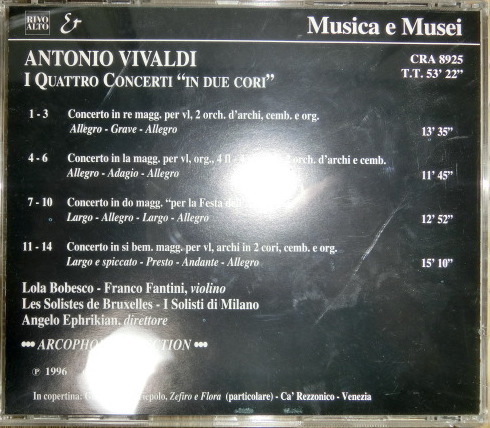 RIVO ALTO Er Musica e Musei
ANTONIO VIVALDI CRA 8925
I QUATTRO CONCERTI “IN DUE CORI” T.T. 53’ 22”
1 - 3 Concerto in re magg. per vl, 2 orch. d’archi, cemb. e org.
Allegro - Grave - Allegro 13’ 35”
4 - 6 Concerto in la magg. per vl, org., 4 fl - 4 orch. d’archi e cemb.
Allegro - Adagio - Allegro 11’ 45”
7 - 10 Concerto in do magg. “per la Festa
Largo - Allegro - Largo - Allegro 12’ 52”
11 - 14 Concerto in si bem. magg. per vl, archi in 2 cori, cemb. e org.
Largo e spiccato - Presto - Andante - Allegro 15’ 10”
Lola Bobesco - Franco Fantini, violino
Les Solistes de Bruxelles - I Solisti di Milano
Angelo Ephrikian, direttore
••• ARCOPHON •••
℗ 1996
In copertina: Zefiro e Flora (particolare) - Ca’ Rezzonico - Venezia